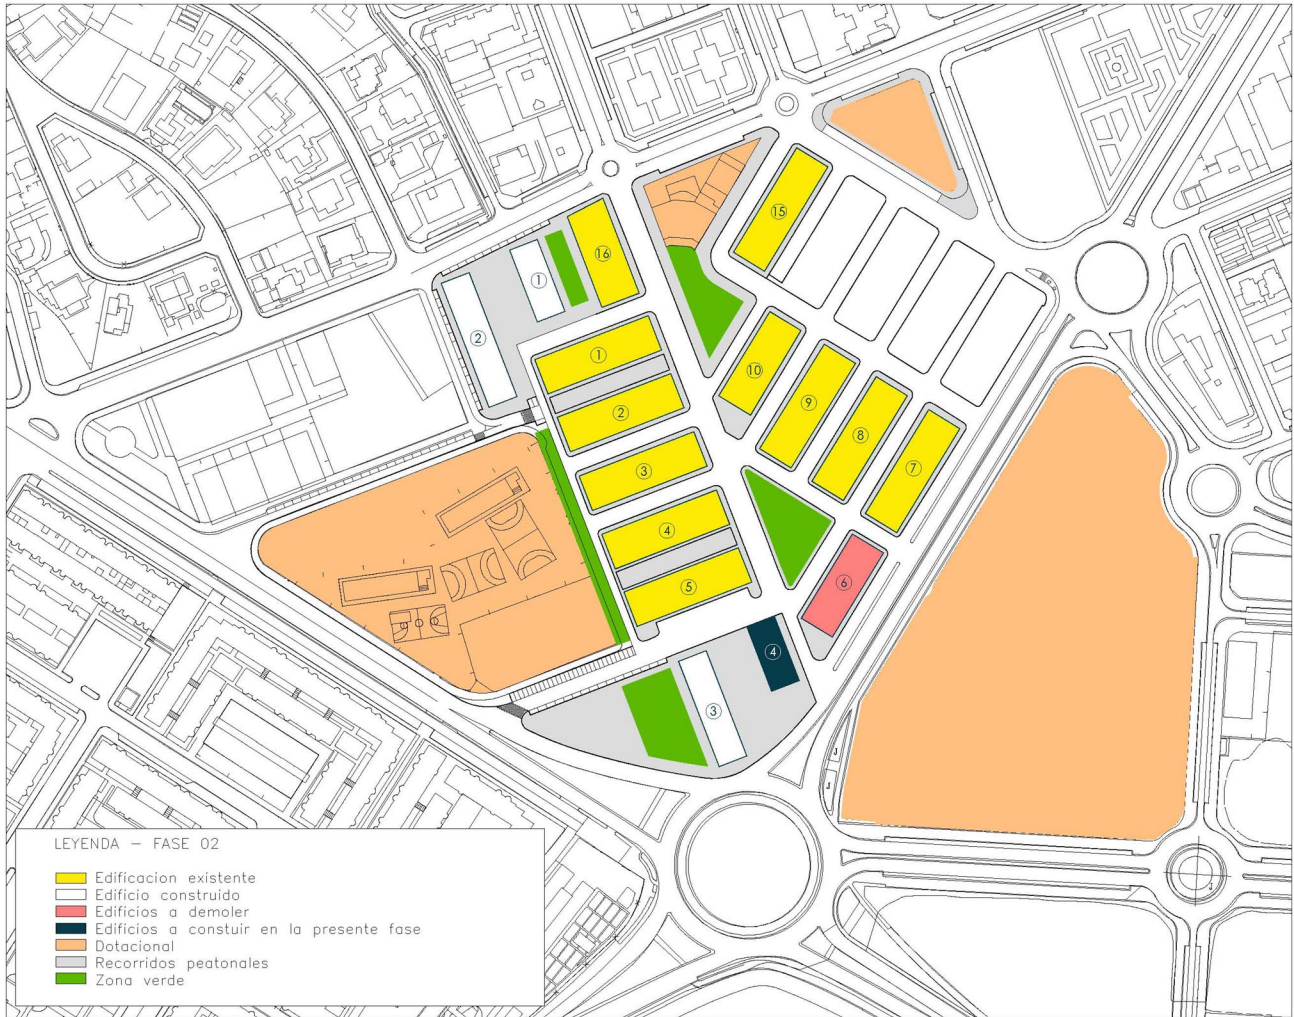 15
16
1
2
1
2
10
9
3
8
7
4
5
6
4
3
LEYENDA – FASE 02
Edificacion existente
Edificio construido
Edificios a demoler
Edificios a constuir en la presente fase
Dotacional
Recorridos peatonales
Zona verde